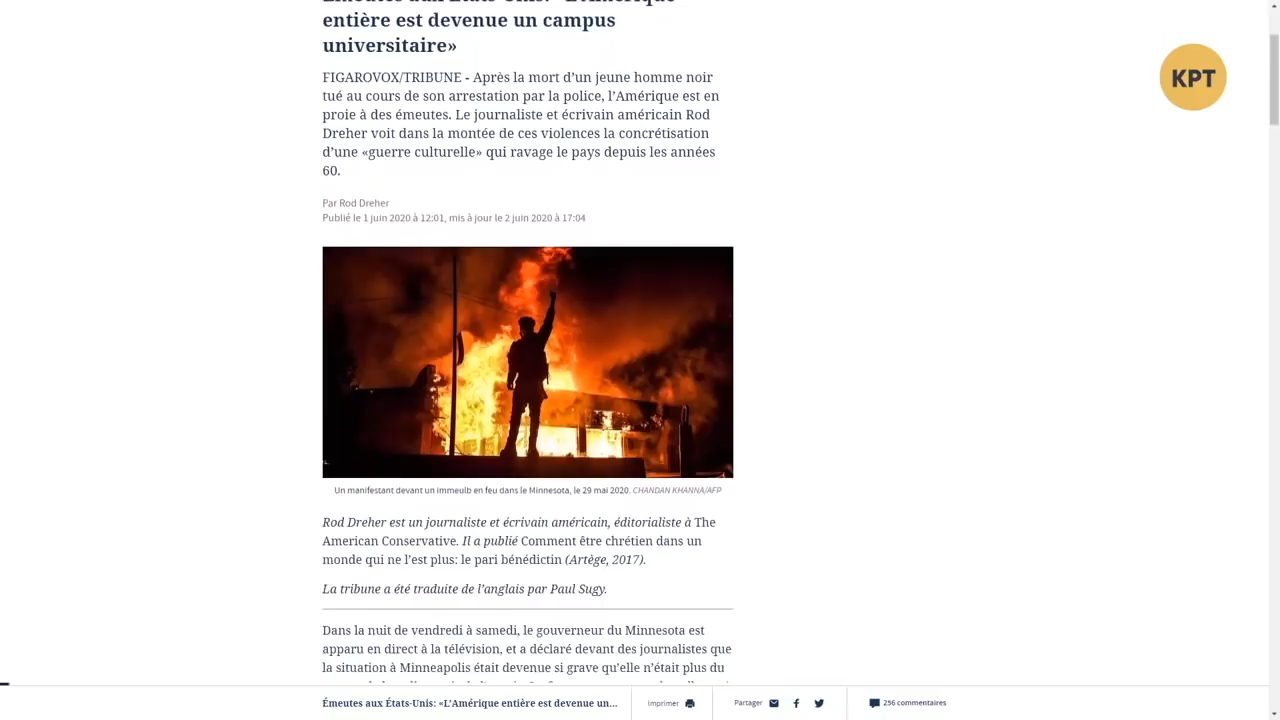 Émeutes aux États-Unis: «L'Amérique
entière est devenue un campus
universitaire»
KPT
FIGAROVOX/TRIBUNE - Après la mort d’un jeune homme noir
tué au cours de son arrestation par la police, l’Amérique est en
proie à des émeutes. Le journaliste et écrivain américain Rod
Dreher voit dans la montée de ces violences la concrétisation
d’une «guerre culturelle» qui ravage le pays depuis les années
60.
Par Rod Dreher
Publié le 1 juin 2020 à 12:01, mis à jour le 2 juin 2020 à 17:04
Un manifestant devant un immeulb en feu dans le Minnesota, le 29 mai 2020. CHANDAN KHANNA/AFP
Rod Dreher est un journaliste et écrivain américain, éditorialiste à The
American Conservative. Il a publié Comment être chrétien dans un
monde qui ne l’est plus: le pari bénédictin (Artège, 2017).
La tribune a été traduite de l’anglais par Paul Sugy.
Dans la nuit de vendredi à samedi, le gouverneur du Minnesota est
apparu en direct à la télévision, et a déclaré devant des journalistes que
la situation à Minneapolis était devenue si grave qu’elle n’était plus du
Émeutes aux États-Unis: «L’Amérique entière est devenue un...
Imprimer
Partager
296 commentaires